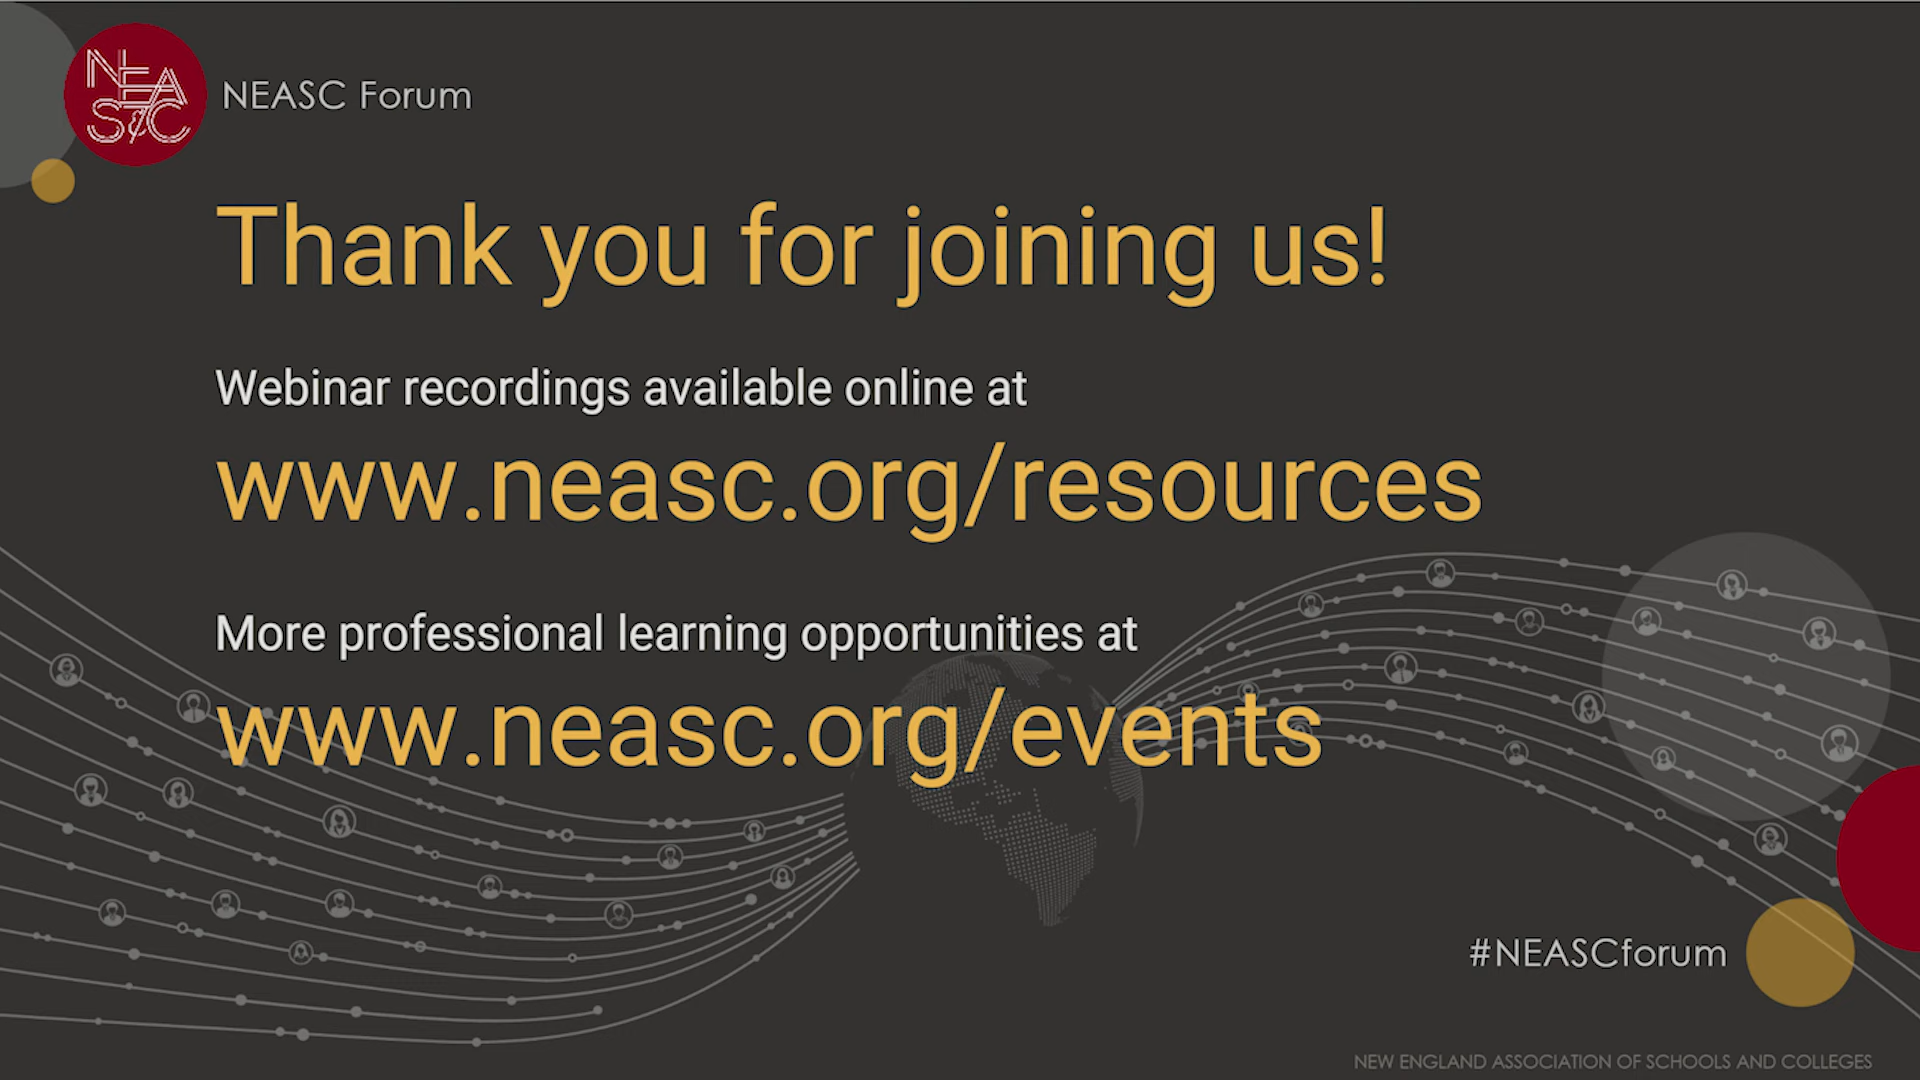 NEASC Forum
NEA
S&C
Thank you for joining us!
Webinar recordings available online at
www.neasc.org/resources
More professional learning opportunities at
www.neasc.org/events
#NEASCforum
NEW ENGLAND ASSOCIATION OF SCHOOLS AND COLLEGES